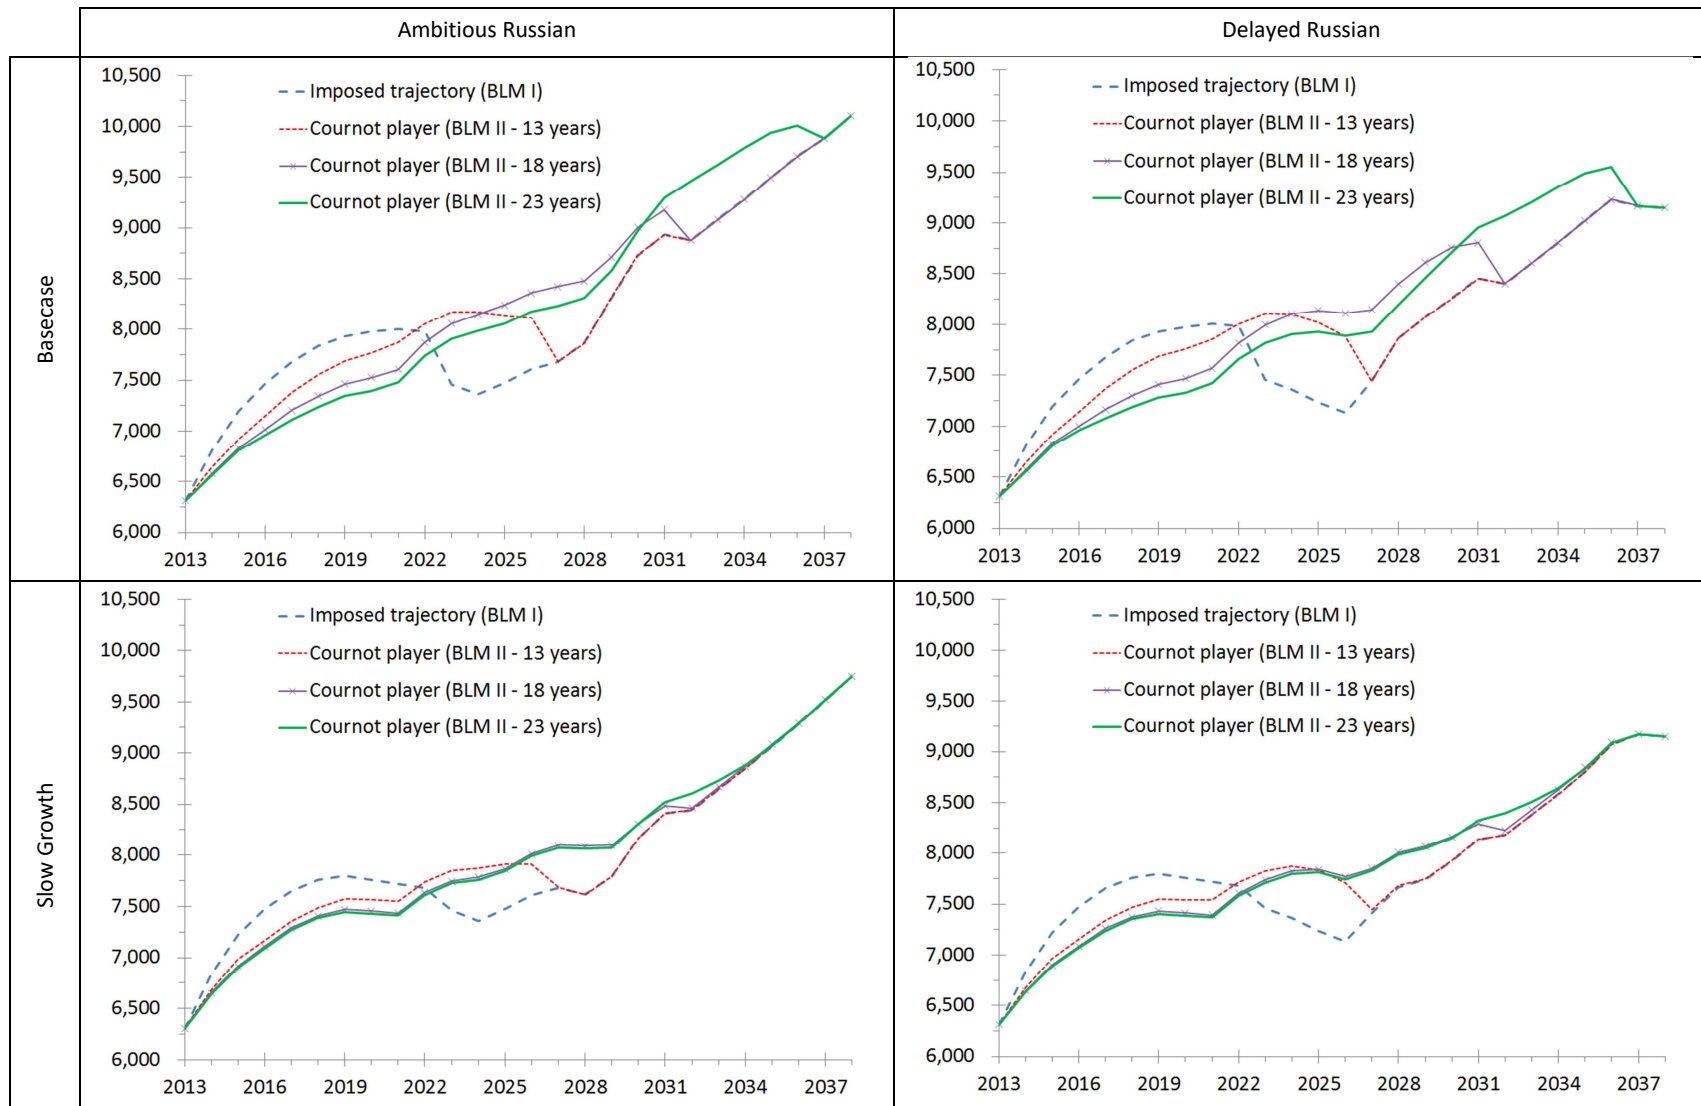 Ambitious Russian
Delayed Russian
Basecase
10,500
10,000
9,500
9,000
8,500
8,000
7,500
7,000
6,500
6,000
Imposed trajectory (BLM I)
Cournot player (BLM II - 13 years)
Cournot player (BLM II - 18 years)
Cournot player (BLM II - 23 years)
2013 2016 2019 2022 2025 2028 2031 2034 2037
10,500
10,000
9,500
9,000
8,500
8,000
7,500
7,000
6,500
6,000
Imposed trajectory (BLM I)
Cournot player (BLM II - 13 years)
Cournot player (BLM II - 18 years)
Cournot player (BLM II - 23 years)
2013 2016 2019 2022 2025 2028 2031 2034 2037
Slow Growth
10,500
10,000
9,500
9,000
8,500
8,000
7,500
7,000
6,500
6,000
Imposed trajectory (BLM I)
Cournot player (BLM II - 13 years)
Cournot player (BLM II - 18 years)
Cournot player (BLM II - 23 years)
2013 2016 2019 2022 2025 2028 2031 2034 2037
10,500
10,000
9,500
9,000
8,500
8,000
7,500
7,000
6,500
6,000
Imposed trajectory (BLM I)
Cournot player (BLM II - 13 years)
Cournot player (BLM II - 18 years)
Cournot player (BLM II - 23 years)
2013 2016 2019 2022 2025 2028 2031 2034 2037